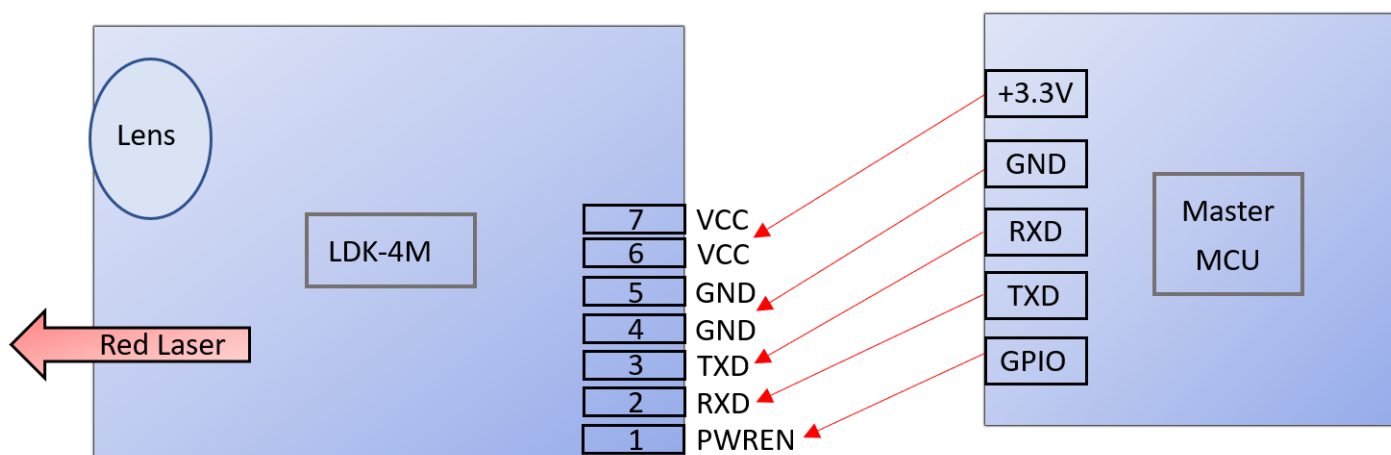 Lens
LDK-4M
Red Laser
7 VCC
6 VCC
5 GND
4 GND
3 TXD
2 RXD
1 PWREN
+3.3V
GND
RXD
TXD
GPIO
Master
MCU